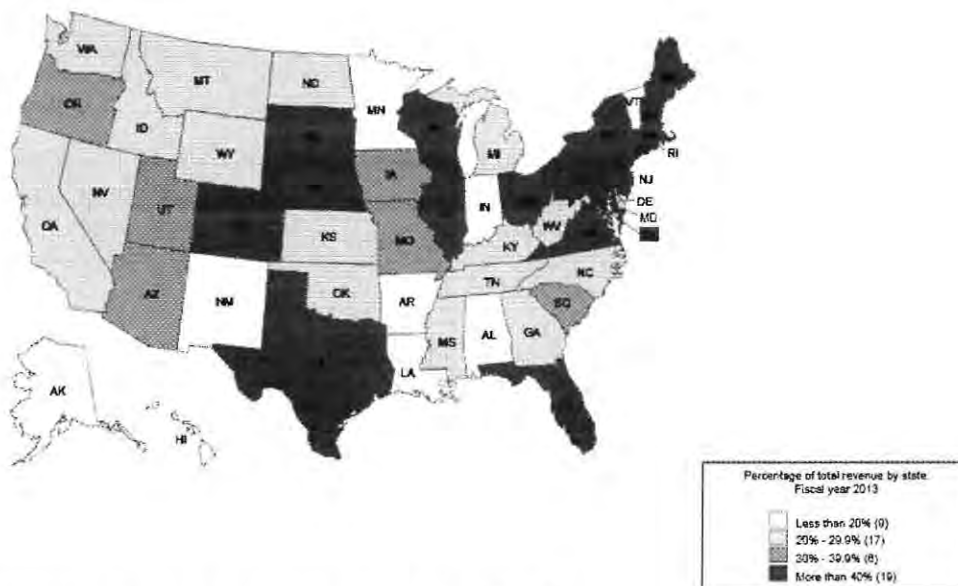 WA
MT
ND
MN
OR
ID
WY
MI
VT
RI
NV
UT
CA
IA
IN
NJ
DE
MD
KS
MO
KY
WV
AZ
NM
OK
AR
TN
NC
SC
MS
AL
GA
LA
AK
HI
Percentage of total revenue by state
Fiscal year 2013
Less than 20% (9)
20% - 29.9% (17)
30% - 39.9% (6)
More than 40% (19)